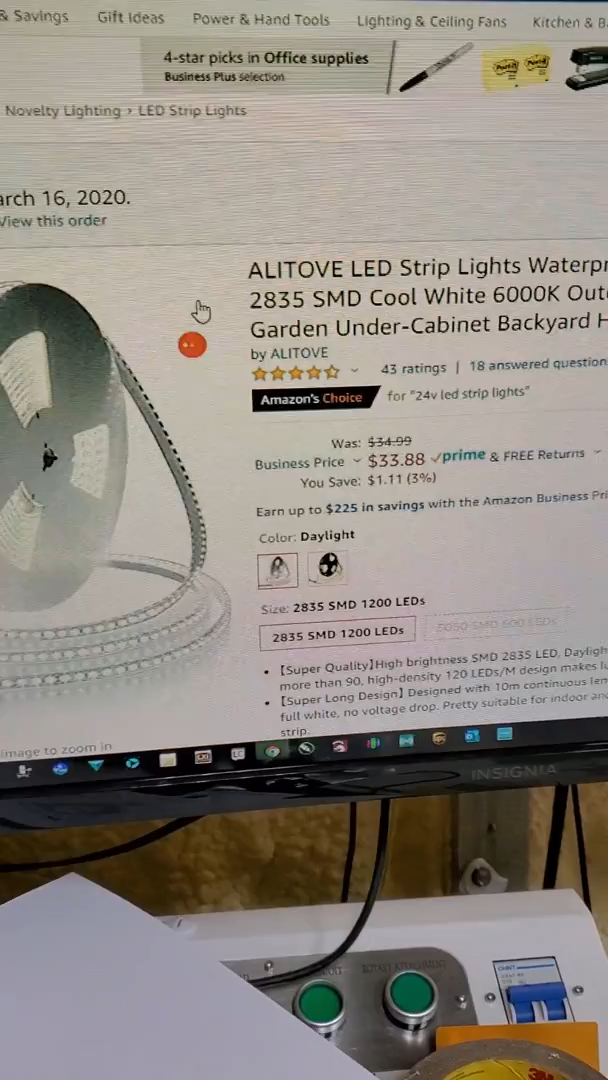 & Savings Gift Ideas Power & Hand Tools Lighting & Ceiling Fans Kitchen & B
4-star picks in Office supplies
Business Plus selection
Novelty Lighting › LED Strip Lights
arch 16, 2020.
View this order
ALITOVE LED Strip Lights Waterpr
2835 SMD Cool White 6000K Out
Garden Under-Cabinet Backyard H
by ALITOVE
43 ratings | 18 answered question
Amazon's Choice for "24v led strip lights"
Was: $34.99
Business Price $33.88 prime & FREE Returns
You Save: $1.11 (3%)
Earn up to $225 in savings with the Amazon Business Pri
Color: Daylight
Size: 2835 SMD 1200 LEDs
2835 SMD 1200 LEDs 5050 SMD 600 LEDs
• 【Super Quality】High brightness SMD 2835 LED, Dayligh
more than 90, high-density 120 LEDs/M design makes lu
• 【Super Long Design】 Designed with 10m continuous len
full white, no voltage drop. Pretty suitable for indoor and
strip.
image to zoom in
INSIGNIA
3M